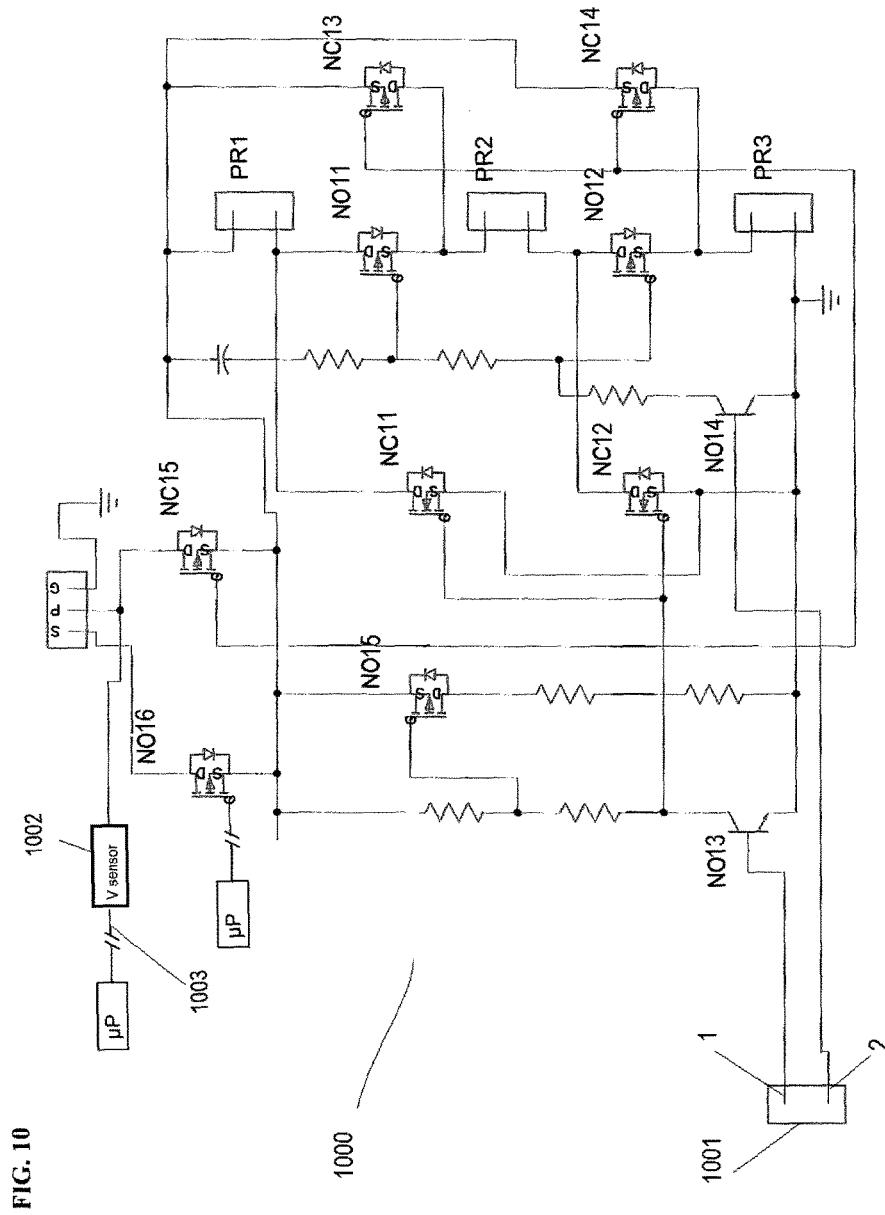 FIG. 10
1000
1001
1
2
1002
1003
V sensor
µP
µP
S
P
G
NO16
NC15
NO15
NO13
NC11
NC12
NO14
PR1
NO11
PR2
NO12
PR3
NC13
NC14
D
S
G
D
S
G
S
D
G
D
S
G
D
S
G
D
S
G
D
S
G
S
D
G
S
D
G